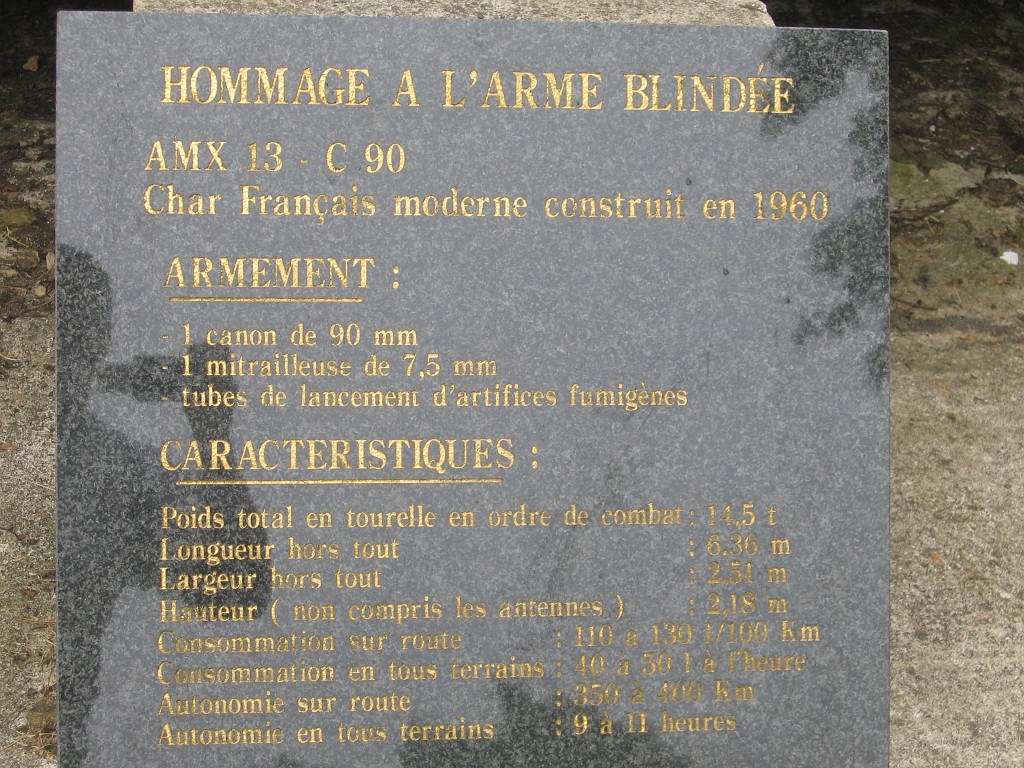 HOMMAGE A L'ARME BLINDÉE
AMX 13 - C 90
Char Français moderne construit en 1960
ARMEMENT :
- 1 canon de 90 mm
- 1 mitrailleuse de 7,5 mm
- tubes de lancement d'artifices fumigènes
CARACTERISTIQUES :
Poids total en tourelle en ordre de combat : 14,5 t
Longueur hors tout : 6,36 m
Largeur hors tout : 2,51 m
Hauteur ( non compris les antennes ) : 2,18 m
Consommation sur route : 110 à 130 l/100 Km
Consommation en tous terrains : 40 à 50 l à l'heure
Autonomie sur route : 350 à 400 Km
Autonomie en tous terrains : 9 à 11 heures